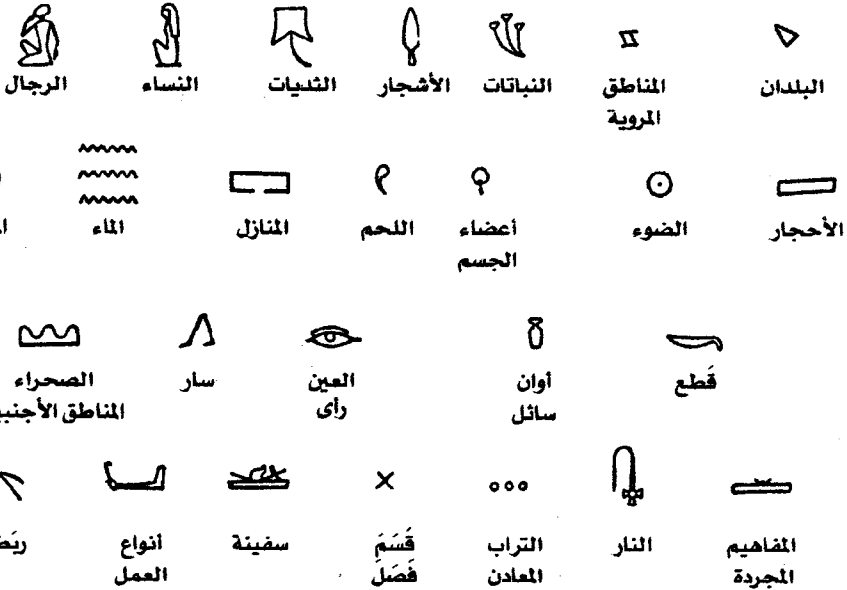 البلدان المناطق النباتات الأشجار الثديات النساء الرجال
المروية
الأحجار الضوء أعضاء اللحم المنازل الماء
الجسم
قَطع أوان العين سار الصحراء
سائل رأى المناطق
المفاهيم النار التراب قَسَمَ سفينة أنواع
المجردة المعادن فَصَلَ العمل